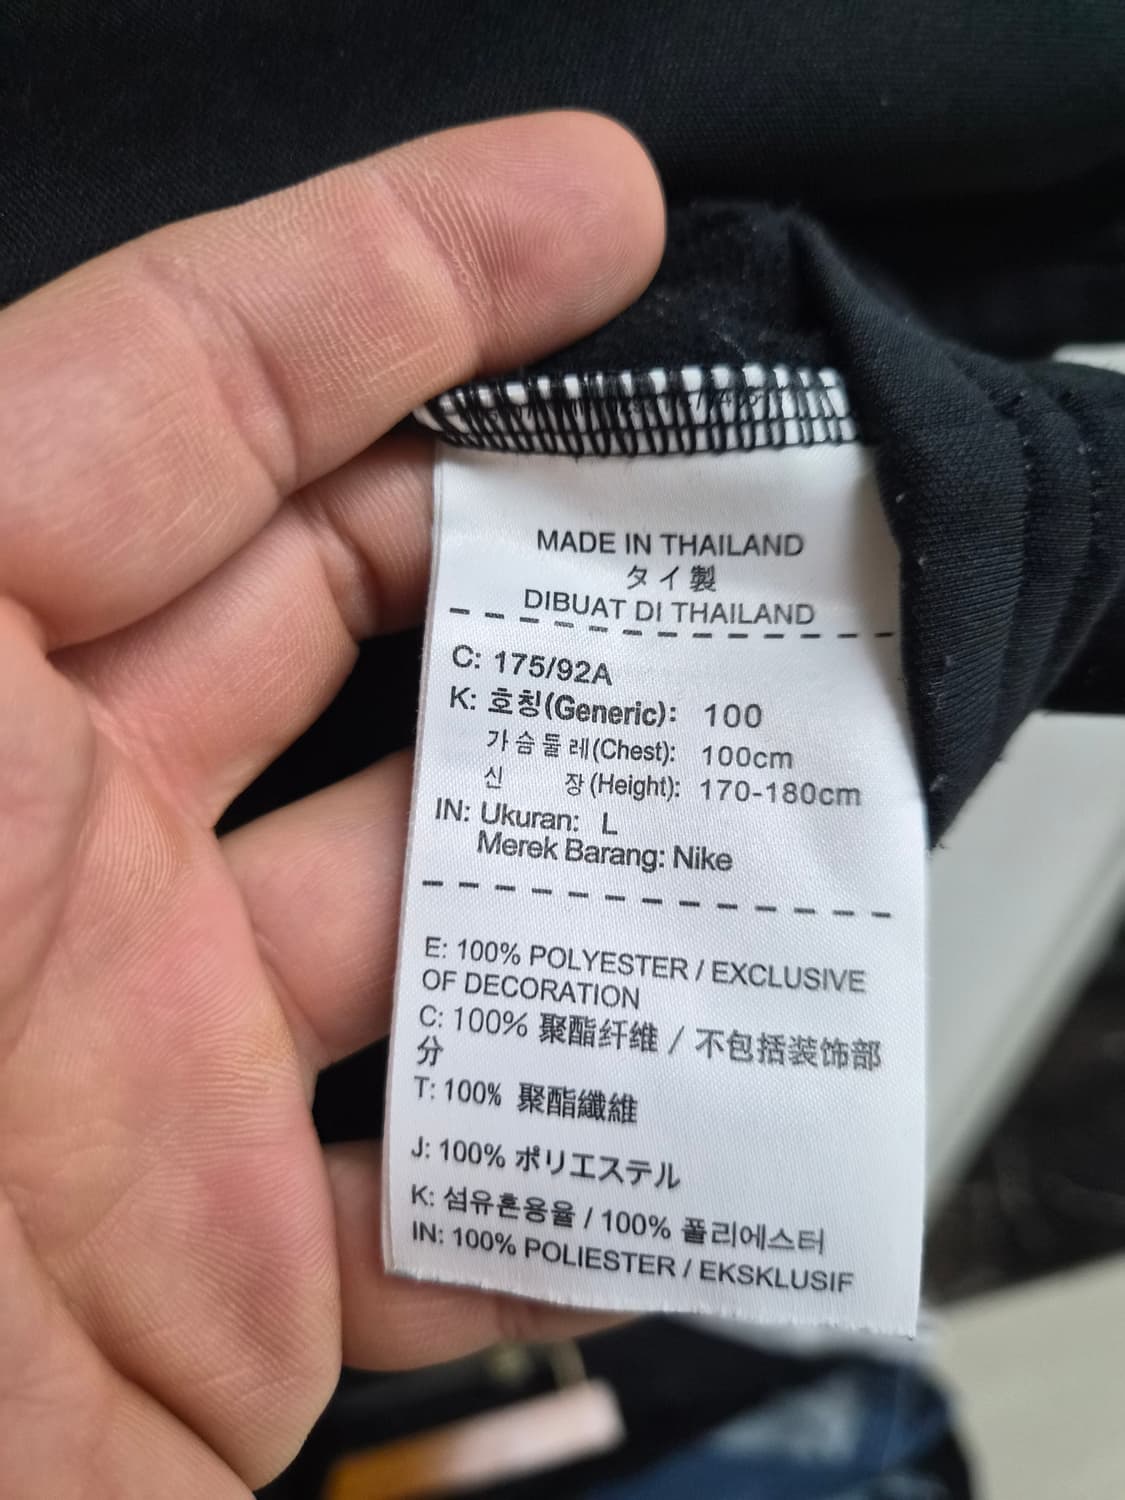 MADE IN THAILAND
タイ製
DIBUAT DI THAILAND
C: 175/92A
K: 호칭(Generic): 100
가슴둘레(Chest): 100cm
신 장(Height): 170-180cm
IN: Ukuran: L
Merek Barang: Nike
E: 100% POLYESTER / EXCLUSIVE
OF DECORATION
C: 100% 聚酯纤维 / 不包括装饰部
分
T: 100% 聚酯纖維
J: 100% ポリエステル
K: 섬유혼용율 / 100% 폴리에스터
IN: 100% POLIESTER / EKSKLUSIF